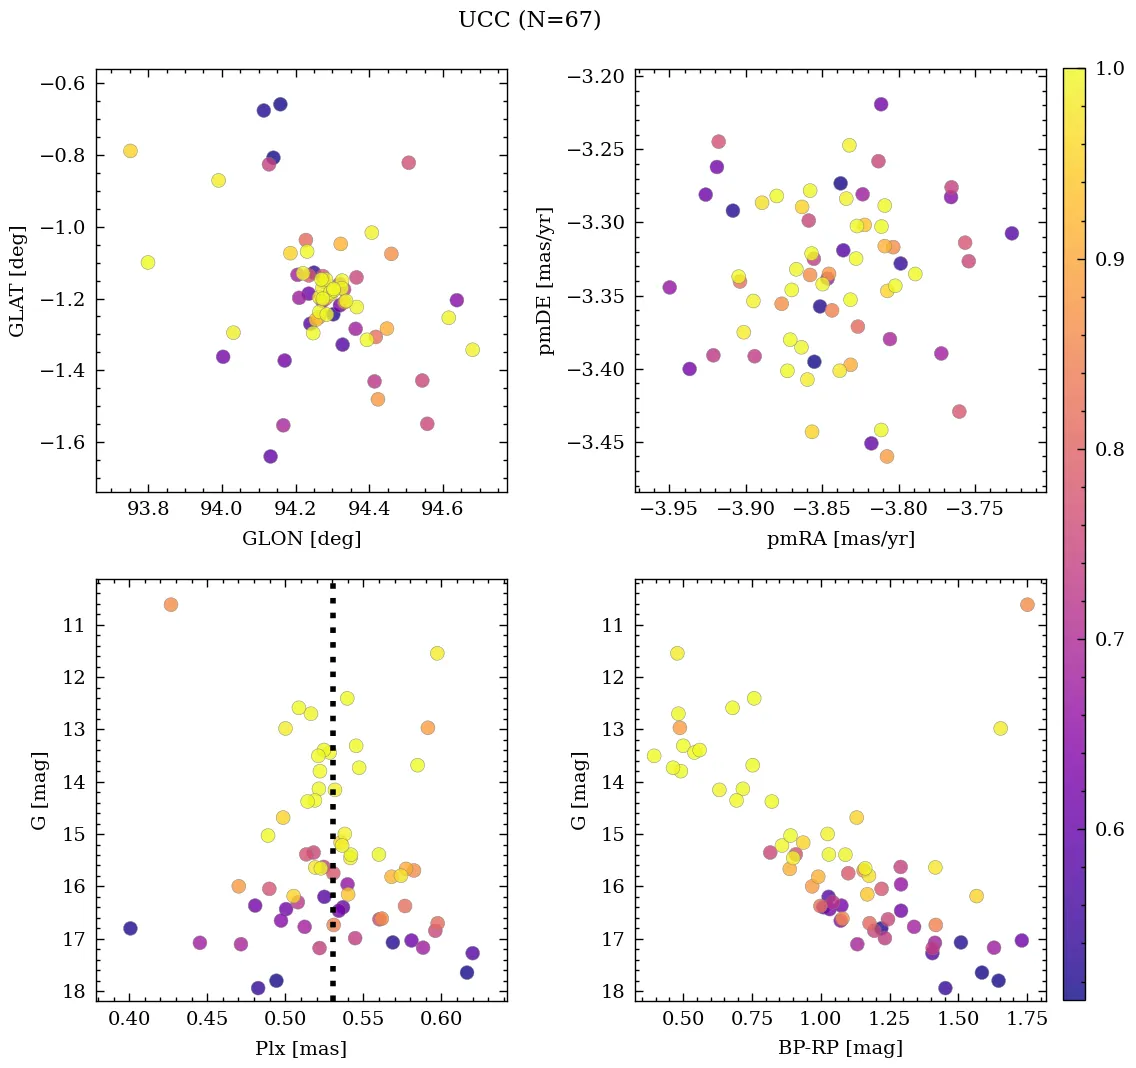 UCC (N=67)
−0.6
−0.8
−1.0
−1.2
−1.4
−1.6
GLAT [deg]
93.8 94.0 94.2 94.4 94.6
GLON [deg]
−3.20
−3.25
−3.30
−3.35
−3.40
−3.45
pmDE [mas/yr]
−3.95 −3.90 −3.85 −3.80 −3.75
pmRA [mas/yr]
11
12
13
14
15
16
17
18
G [mag]
0.40 0.45 0.50 0.55 0.60
Plx [mas]
11
12
13
14
15
16
17
18
G [mag]
0.50 0.75 1.00 1.25 1.50 1.75
BP-RP [mag]
1.0
0.9
0.8
0.7
0.6